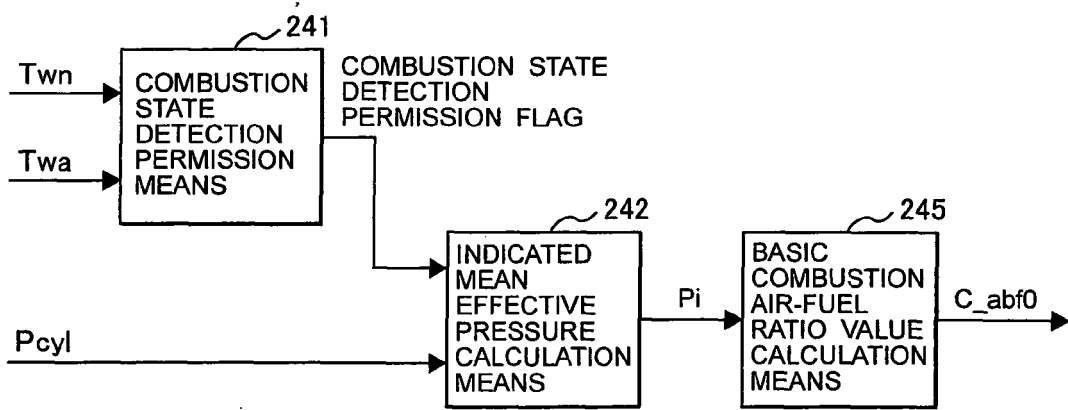 241
Twn
Twa
COMBUSTION
STATE
DETECTION
PERMISSION
MEANS
COMBUSTION STATE
DETECTION
PERMISSION FLAG
242
Pcyl
INDICATED
MEAN
EFFECTIVE
PRESSURE
CALCULATION
MEANS
Pi
245
BASIC
COMBUSTION
AIR-FUEL
RATIO VALUE
CALCULATION
MEANS
C_abf0